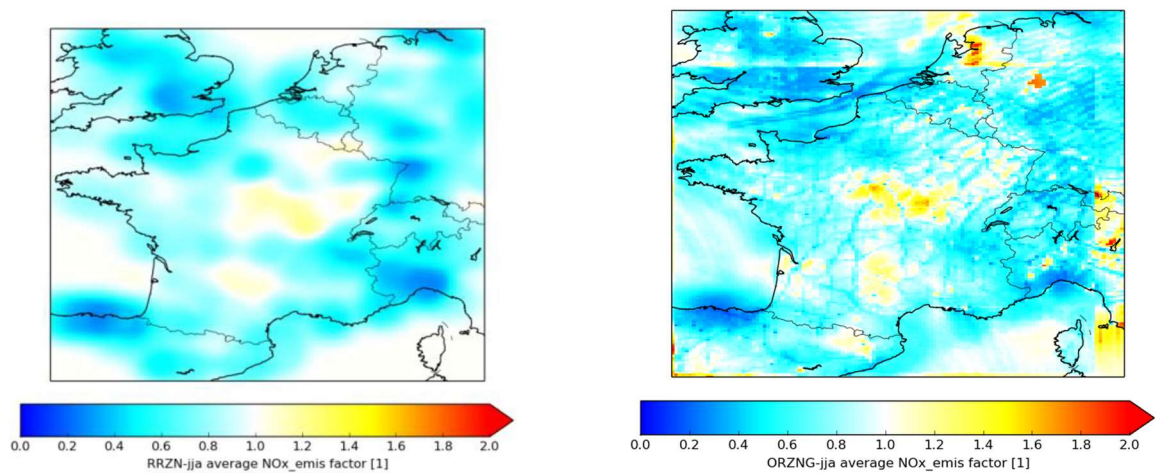 0.0 0.2 0.4 0.6 0.8 1.0 1.2 1.4 1.6 1.8 2.0
RRZN-jja average NOx_emis factor [1]
0.0 0.2 0.4 0.6 0.8 1.0 1.2 1.4 1.6 1.8 2.0
ORZNG-jja average NOx_emis factor [1]